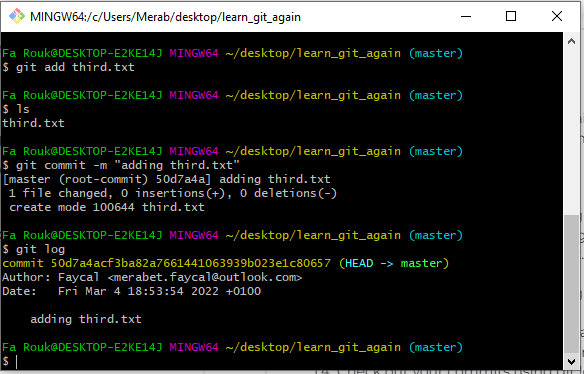 MINGW64:/c/Users/Merab/desktop/learn_git_again
Fa Rouk@DESKTOP-E2KE14J MINGW64 ~/desktop/learn_git_again (master)
$ git add third.txt
Fa Rouk@DESKTOP-E2KE14J MINGW64 ~/desktop/learn_git_again (master)
$ ls
third.txt
Fa Rouk@DESKTOP-E2KE14J MINGW64 ~/desktop/learn_git_again (master)
$ git commit -m "adding third.txt"
[master (root-commit) 50d7a4a] adding third.txt
1 file changed, 0 insertions(+), 0 deletions(-)
create mode 100644 third.txt
Fa Rouk@DESKTOP-E2KE14J MINGW64 ~/desktop/learn_git_again (master)
$ git log
commit 50d7a4acf3ba82a7661441063939b023e1c80657 (HEAD -> master)
Author: Faycal <merabet.faycal@outlook.com>
Date:   Fri Mar 4 18:53:54 2022 +0100
adding third.txt
Fa Rouk@DESKTOP-E2KE14J MINGW64 ~/desktop/learn_git_again (master)
$